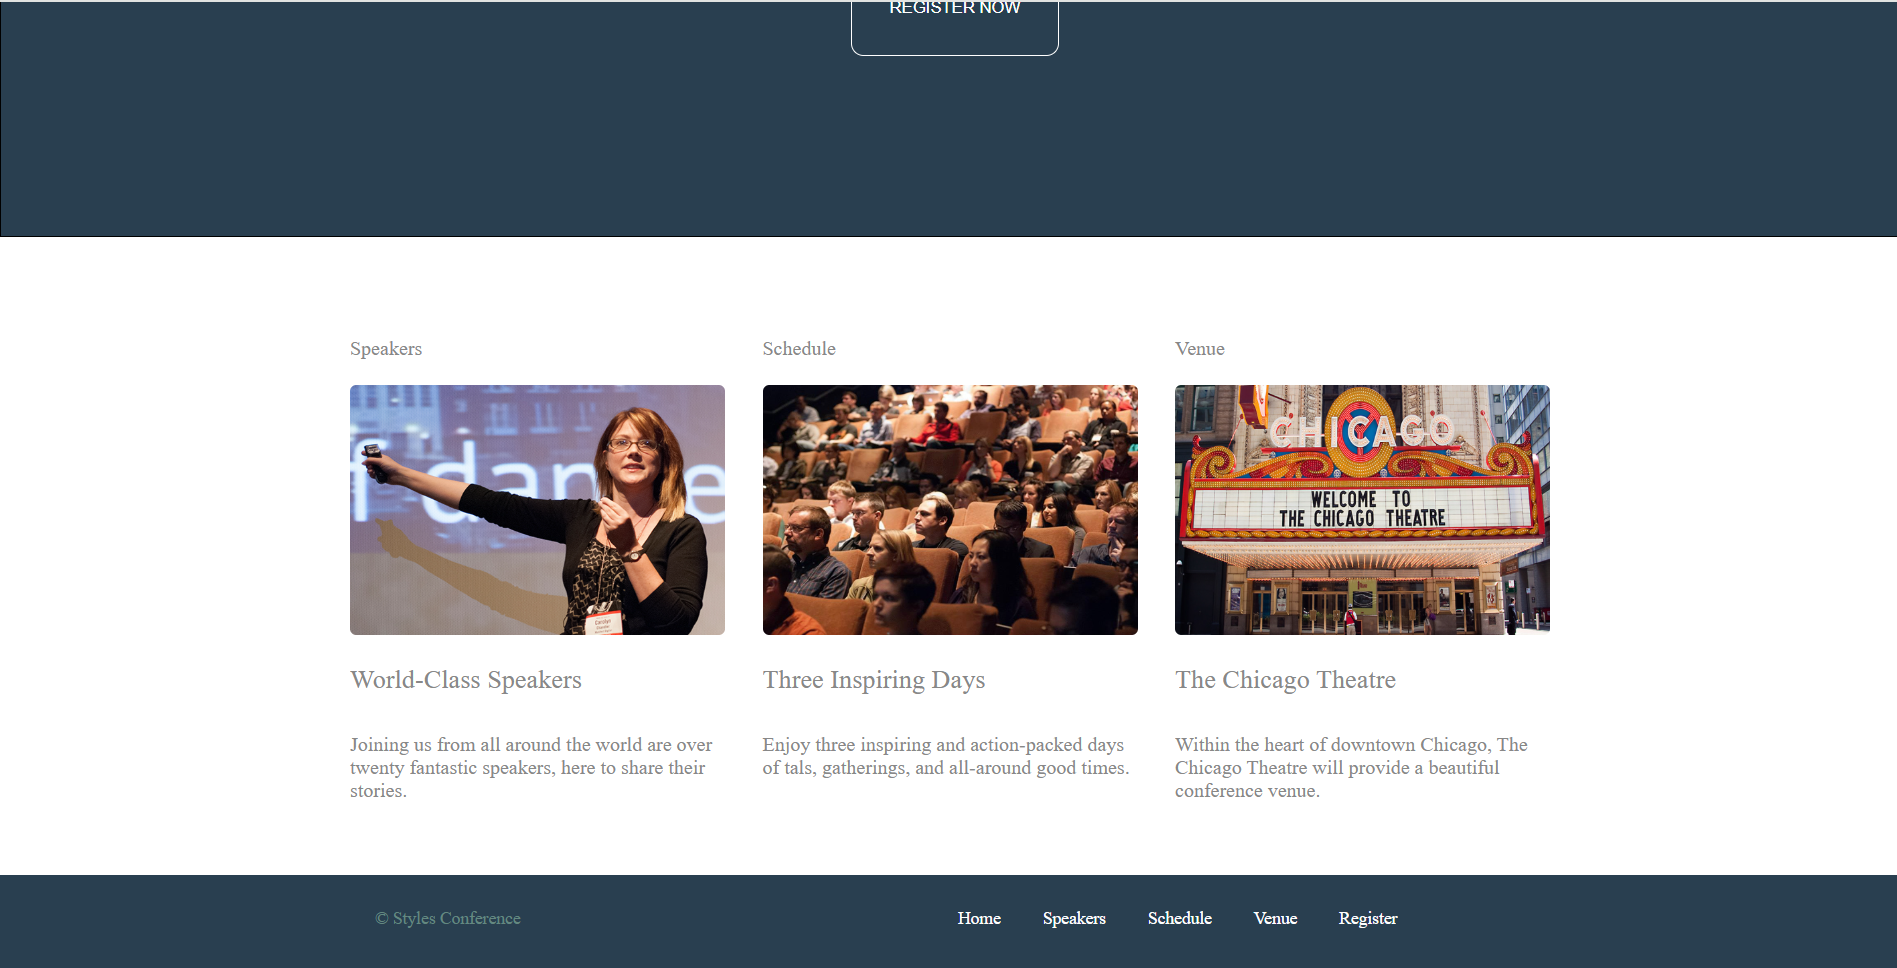 REGISTER NOW
Speakers
Schedule
Venue
f dan e
Carolyn
CHICAGO
C
WELCOME TO
THE CHICAGO THEATRE
World-Class Speakers
Three Inspiring Days
The Chicago Theatre
Joining us from all around the world are over
twenty fantastic speakers, here to share their
stories.
Enjoy three inspiring and action-packed days
of tals, gatherings, and all-around good times.
Within the heart of downtown Chicago, The
Chicago Theatre will provide a beautiful
conference venue.
© Styles Conference
Home Speakers Schedule Venue Register